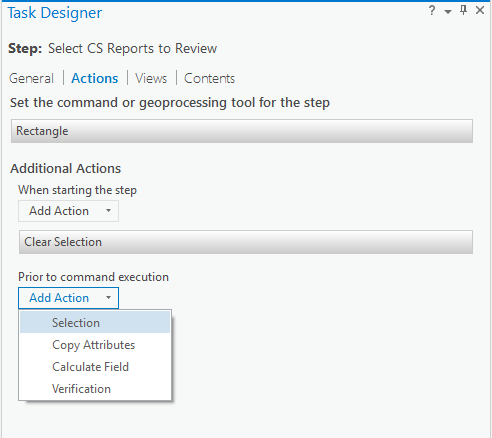 Task Designer ?
Step: Select CS Reports to Review
General Actions Views Contents
Set the command or geoprocessing tool for the step
Rectangle
Additional Actions
When starting the step
Add Action
Clear Selection
Prior to command execution
Add Action
Selection
Copy Attributes
Calculate Field
Verification